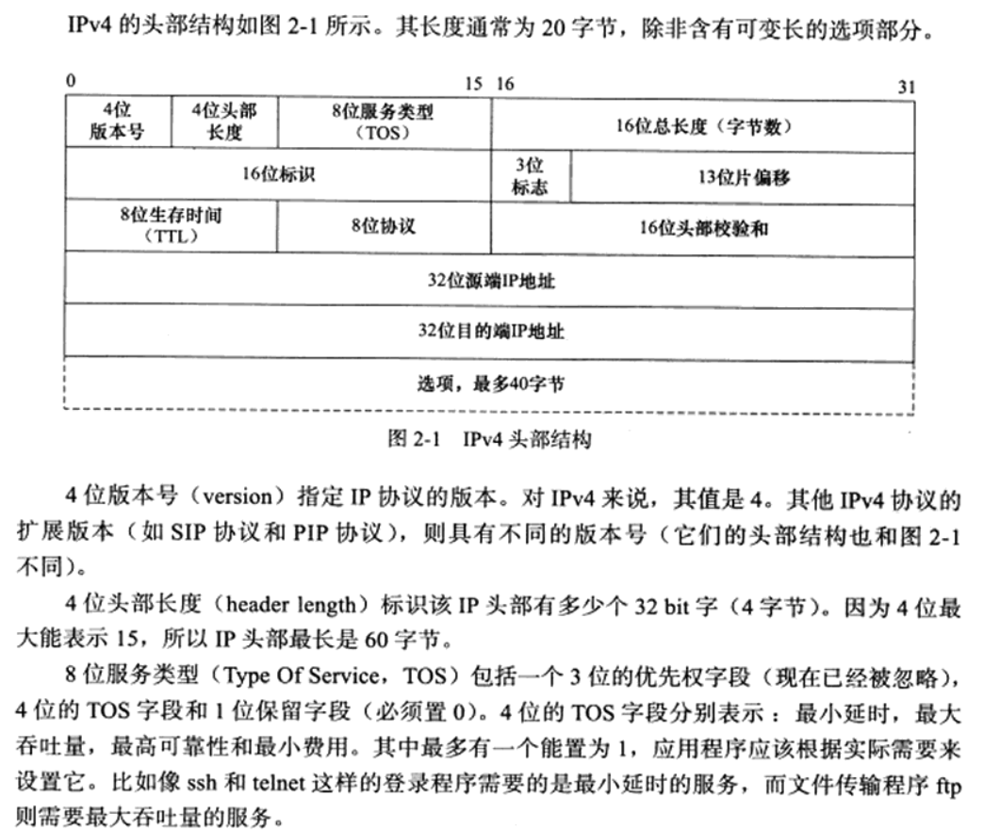 IPv4 的头部结构如图 2-1 所示。其长度通常为 20 字节，除非含有可变长的选项部分。
0 15 16 31
4位版本号 4位头部长度 8位服务类型（TOS） 16位总长度（字节数）
16位标识 3位标志 13位片偏移
8位生存时间（TTL） 8位协议 16位头部校验和
32位源端IP地址
32位目的端IP地址
选项，最多40字节
图 2-1 IPv4 头部结构
4 位版本号（version）指定 IP 协议的版本。对 IPv4 来说，其值是 4。其他 IPv4 协议的
扩展版本（如 SIP 协议和 PIP 协议），则具有不同的版本号（它们的头部结构也和图 2-1
不同）。
4 位头部长度（header length）标识该 IP 头部有多少个 32 bit 字（4 字节）。因为 4 位最
大能表示 15，所以 IP 头部最长是 60 字节。
8 位服务类型（Type Of Service，TOS）包括一个 3 位的优先权字段（现在已经被忽略），
4 位的 TOS 字段和 1 位保留字段（必须置 0）。4 位的 TOS 字段分别表示：最小延时，最大
吞吐量，最高可靠性和最小费用。其中最多有一个能置为 1，应用程序应该根据实际需要来
设置它。比如像 ssh 和 telnet 这样的登录程序需要的是最小延时的服务，而文件传输程序 ftp
则需要最大吞吐量的服务。